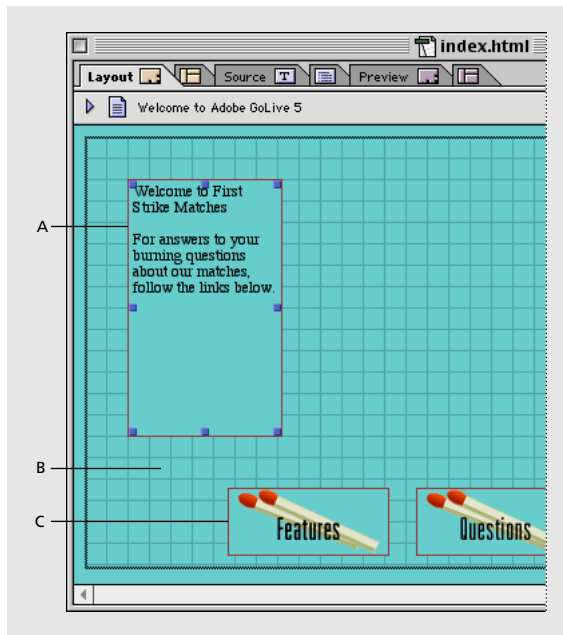 index.html
Layout Source T Preview
Welcome to Adobe GoLive 5
A
Welcome to First
Strike Matches
For answers to your
burning questions
about our matches,
follow the links below.
B
C
Features Questions